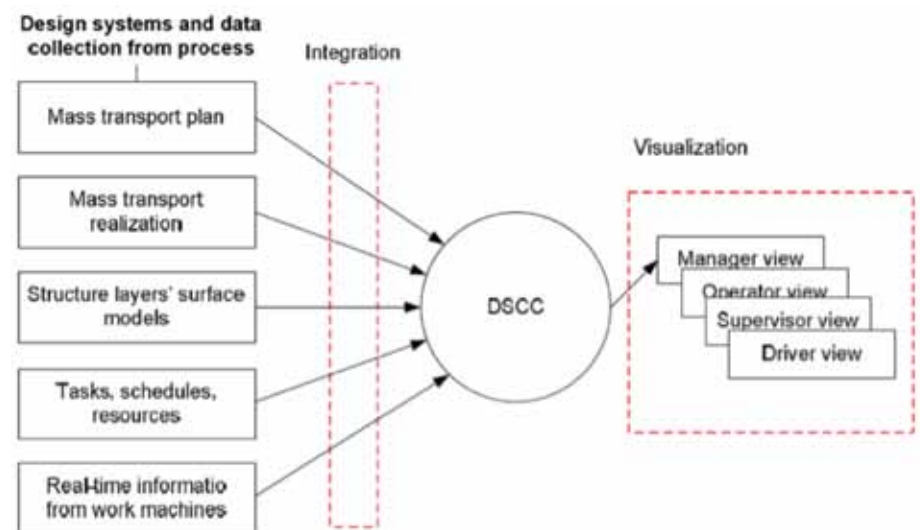 Design systems and data
collection from process
Integration
Mass transport plan
Mass transport
realization
Structure layers' surface
models
Tasks, schedules,
resources
Real-time informatio
from work machines
DSCC
Visualization
Manager view
Operator view
Supervisor view
Driver view